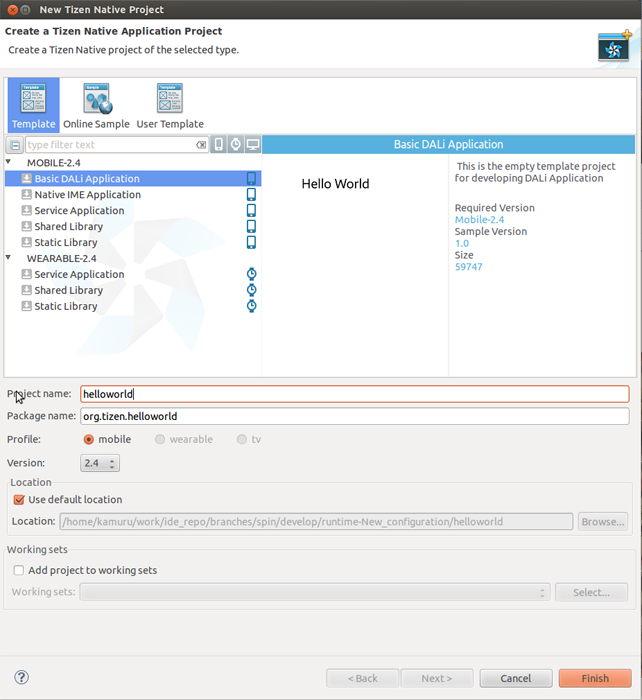 New Tizen Native Project
Create a Tizen Native Application Project
Create a Tizen Native project of the selected type.
Template
Online Sample
User Template
type filter text
Basic DALi Application
MOBILE-2.4
Basic DALi Application
Native IME Application
Service Application
Shared Library
Static Library
WEARABLE-2.4
Service Application
Shared Library
Static Library
Hello World
This is the empty template project
for developing DALi Application
Required Version
Mobile-2.4
Sample Version
1.0
Size
59747
Project name: helloworld
Package name: org.tizen.helloworld
Profile: mobile wearable tv
Version: 2.4
Location
Use default location
Location: /home/kamuru/work/ide_repo/branches/spin/develop/runtime-New_configuration/helloworld Browse...
Working sets
Add project to working sets
Working sets: Select...
? < Back Next > Cancel Finish